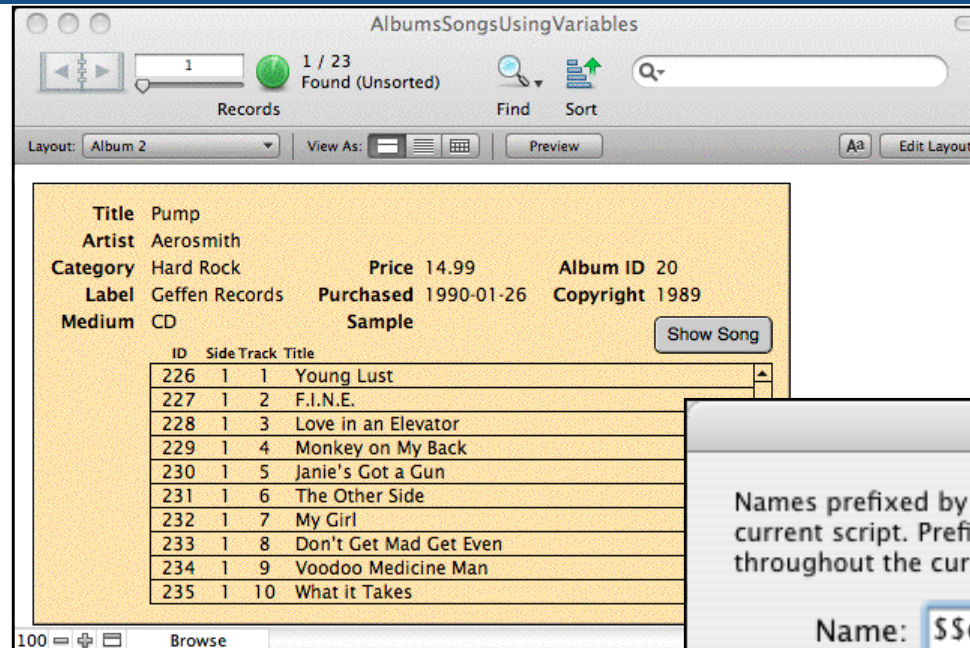 AlbumsSongsUsingVariables
1
1 / 23
Found (Unsorted)
Records
Find
Sort
Layout: Album 2
View As:
Preview
Aa
Edit Layout
Title Pump
Artist Aerosmith
Category Hard Rock Price 14.99 Album ID 20
Label Geffen Records Purchased 1990-01-26 Copyright 1989
Medium CD Sample
Show Song
ID Side Track Title
226 1 1 Young Lust
227 1 2 F.I.N.E.
228 1 3 Love in an Elevator
229 1 4 Monkey on My Back
230 1 5 Janie's Got a Gun
231 1 6 The Other Side
232 1 7 My Girl
233 1 8 Don't Get Mad Get Even
234 1 9 Voodoo Medicine Man
235 1 10 What it Takes
100
Browse
Names prefixed by
current script.
throughout the
Name: